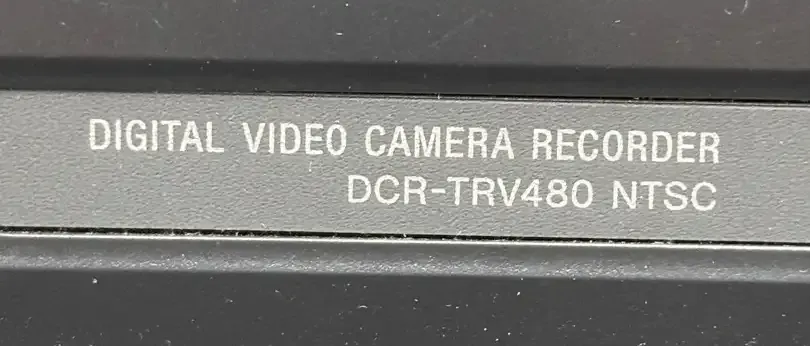 DIGITAL VIDEO CAMERA RECORDER
DCR-TRV480 NTSC